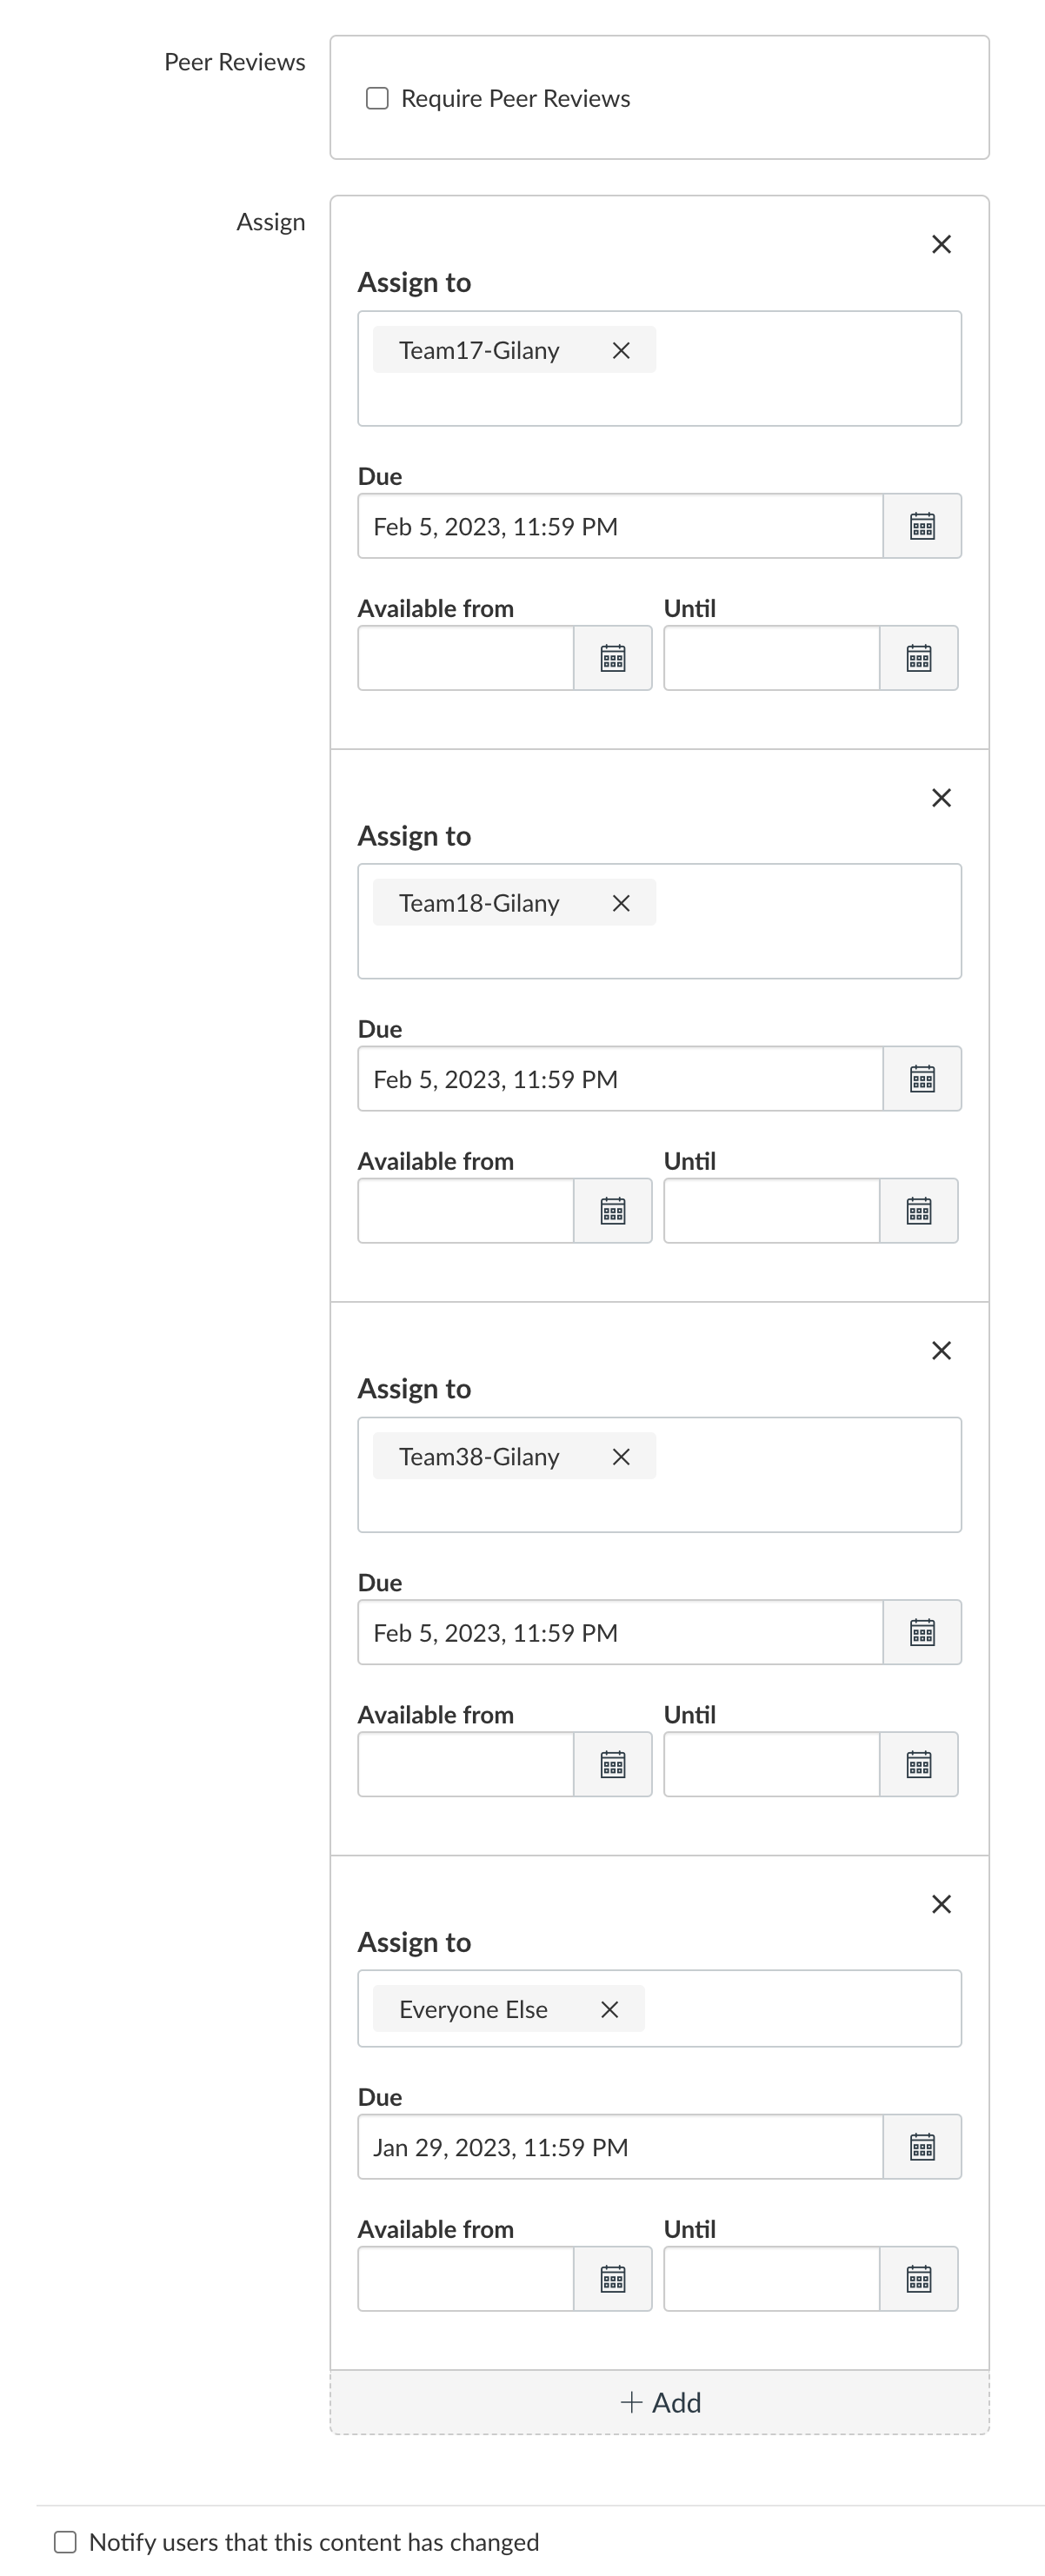 Peer Reviews
Require Peer Reviews
Assign
Assign to
Team17-Gilany
Due
Feb 5, 2023, 11:59 PM
Available from Until
Assign to
Team18-Gilany
Due
Feb 5, 2023, 11:59 PM
Available from Until
Assign to
Team38-Gilany
Due
Feb 5, 2023, 11:59 PM
Available from Until
Assign to
Everyone Else
Due
Jan 29, 2023, 11:59 PM
Available from Until
+ Add
Notify users that this content has changed